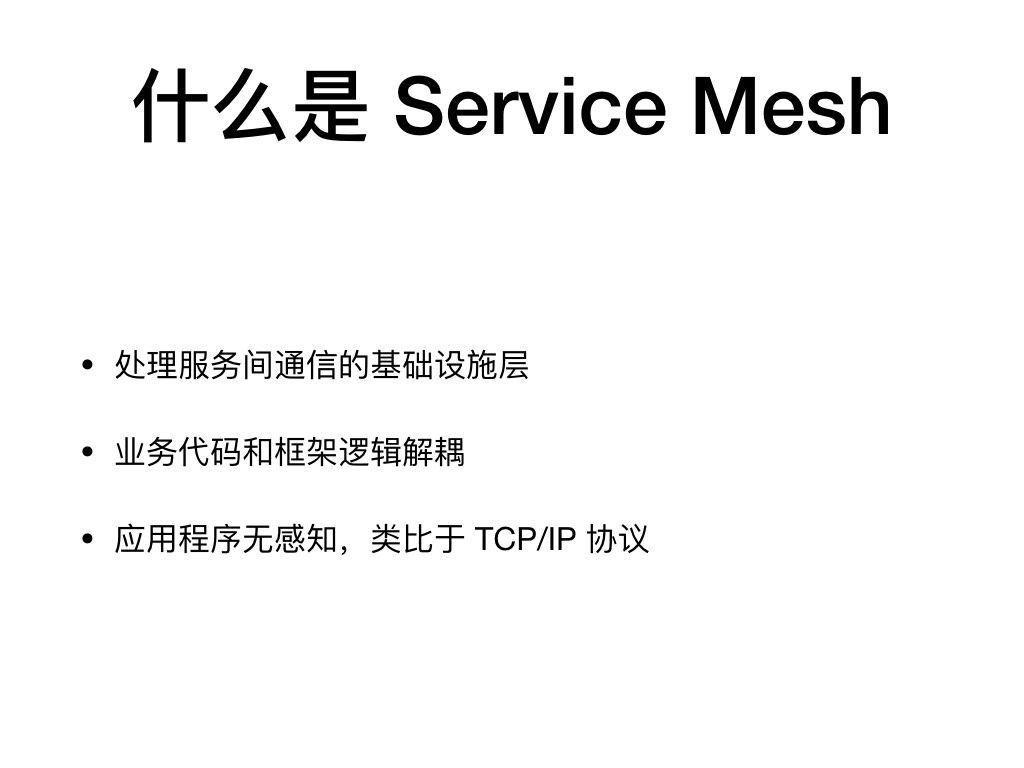 什么是 Service Mesh
• 处理服务间通信的基础设施层
• 业务代码和框架逻辑解耦
• 应用程序无感知，类比于 TCP/IP 协议